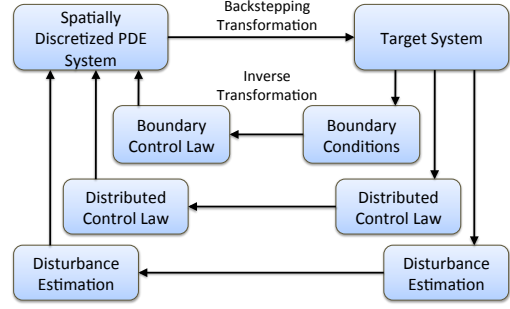 Spatially
Discretized PDE
System
Backstepping
Transformation
Target System
Inverse
Transformation
Boundary
Control Law
Boundary
Conditions
Distributed
Control Law
Distributed
Control Law
Disturbance
Estimation
Disturbance
Estimation